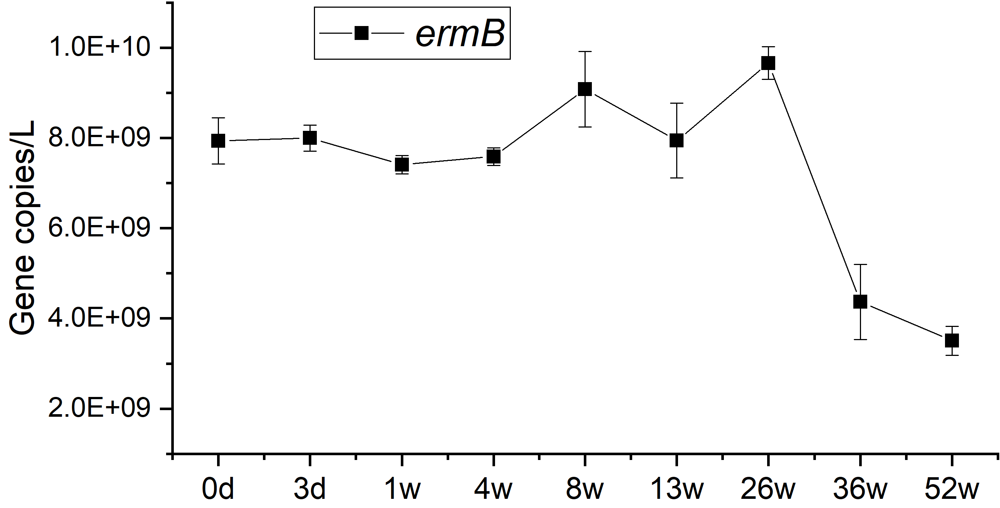 ermB
Gene copies/L
1.0E+10
8.0E+09
6.0E+09
4.0E+09
2.0E+09
0d 3d 1w 4w 8w 13w 26w 36w 52w